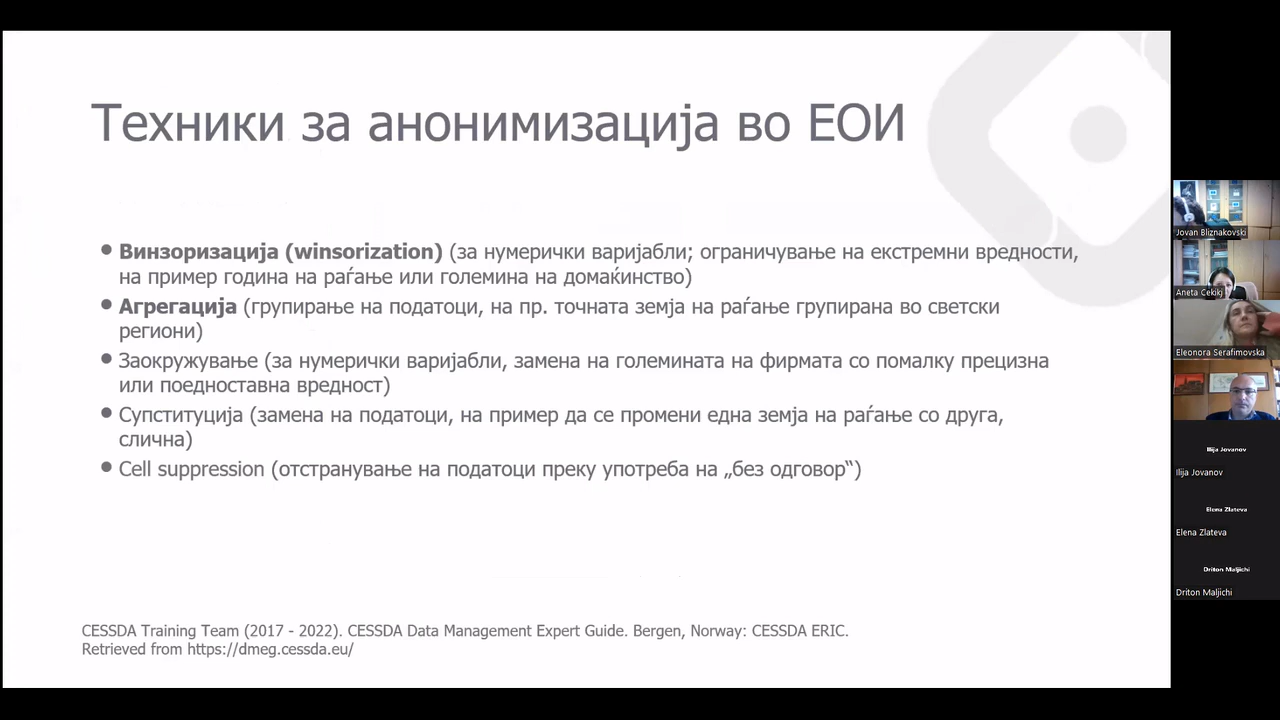 Техники за анонимизација во ЕОИ
● Винзоризација (winsorization) (за нумерички варијабли; ограничување на екстремни вредности,
на пример година на раѓање или големина на домаќинство)
● Агрегација (групирање на податоци, на пр. точната земја на раѓање групирана во светски
региони)
● Заокружување (за нумерички варијабли, замена на големината на фирмата со помалку прецизна
или поедноставна вредност)
● Супституција (замена на податоци, на пример да се промени една земја на раѓање со друга,
слична)
● Cell suppression (отстранување на податоци преку употреба на „без одговор“)
CESSDA Training Team (2017 - 2022). CESSDA Data Management Expert Guide. Bergen, Norway: CESSDA ERIC.
Retrieved from https://dmeg.cessda.eu/
Jovan Bliznakovski
Aneta Cekikj
Eleonora Serafimovska
Ilija Jovanov
Ilija Jovanov
Elena Zlateva
Elena Zlateva
Driton Maljichi
Driton Maljichi